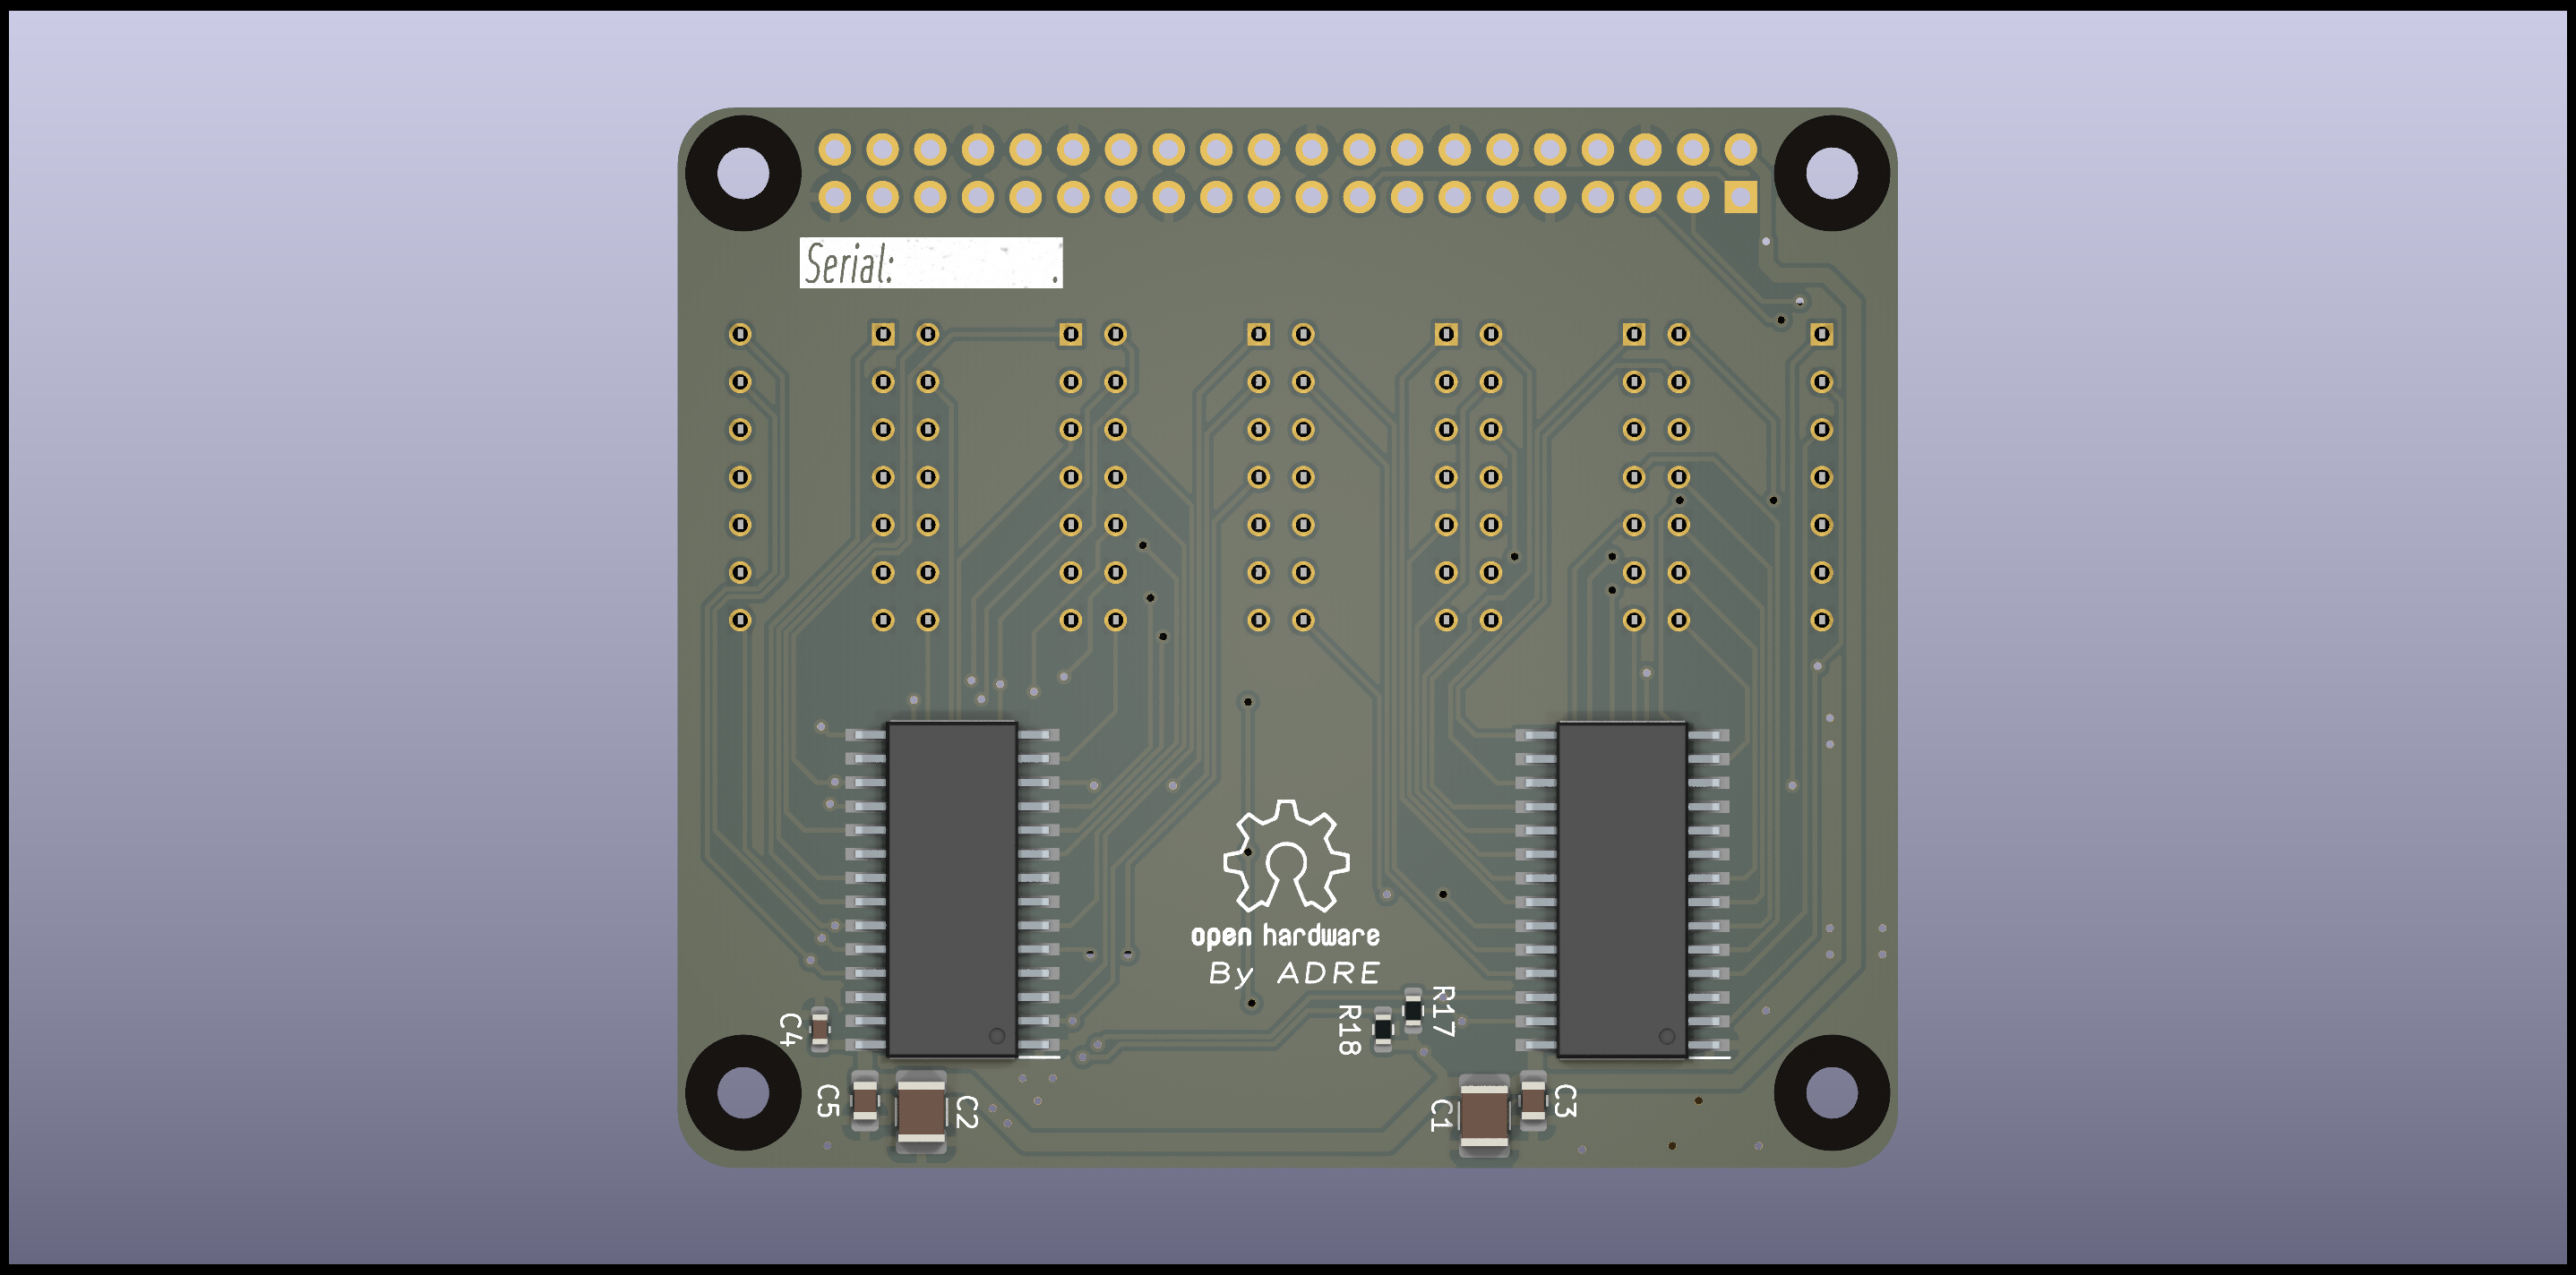 Serial: .
open hardware
By ADRE
R17
R18
C4
C5
C2
C1
C3